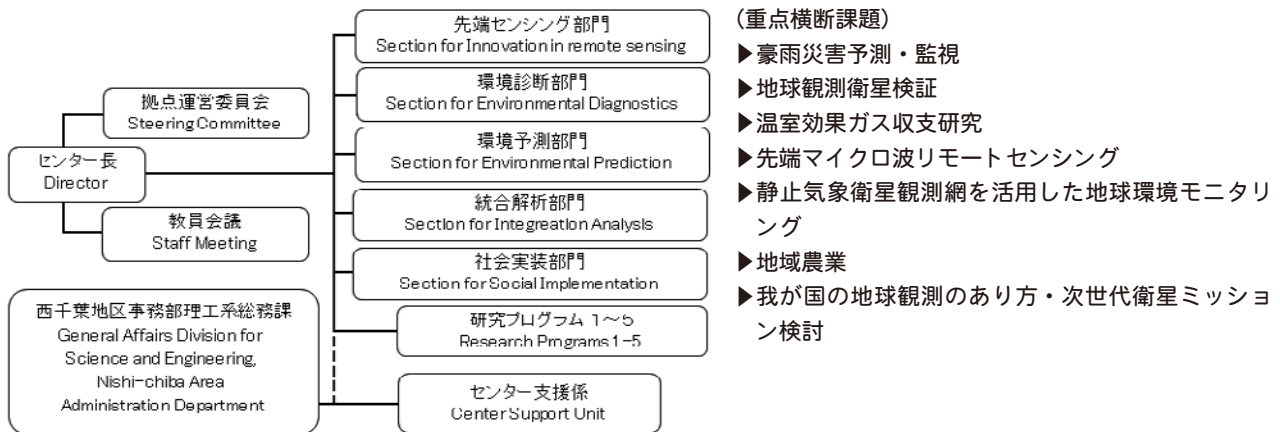 先端センシング部門
Section for Innovation in remote sensing
環境診断部門
Section for Environmental Diagnostics
拠点運営委員会
Steering Committee
環境予測部門
Section for Environmental Prediction
センター長
Director
統合解析部門
Section for Integreation Analysis
教員会議
Staff Meeting
社会実装部門
Section for Social Implementation
西千葉地区事務部理工系総務課
General Affairs Division for
Science and Engineering,
Nishi-chiba Area
Administration Department
研究プログラム 1～5
Research Programs 1-5
センター支援係
Center Support Unit
(重点横断課題)
▶豪雨災害予測・監視
▶地球観測衛星検証
▶温室効果ガス収支研究
▶先端マイクロ波リモートセンシング
▶静止気象衛星観測網を活用した地球環境モニタリ
ング
▶地域農業
▶我が国の地球観測のあり方・次世代衛星ミッショ
ン検討